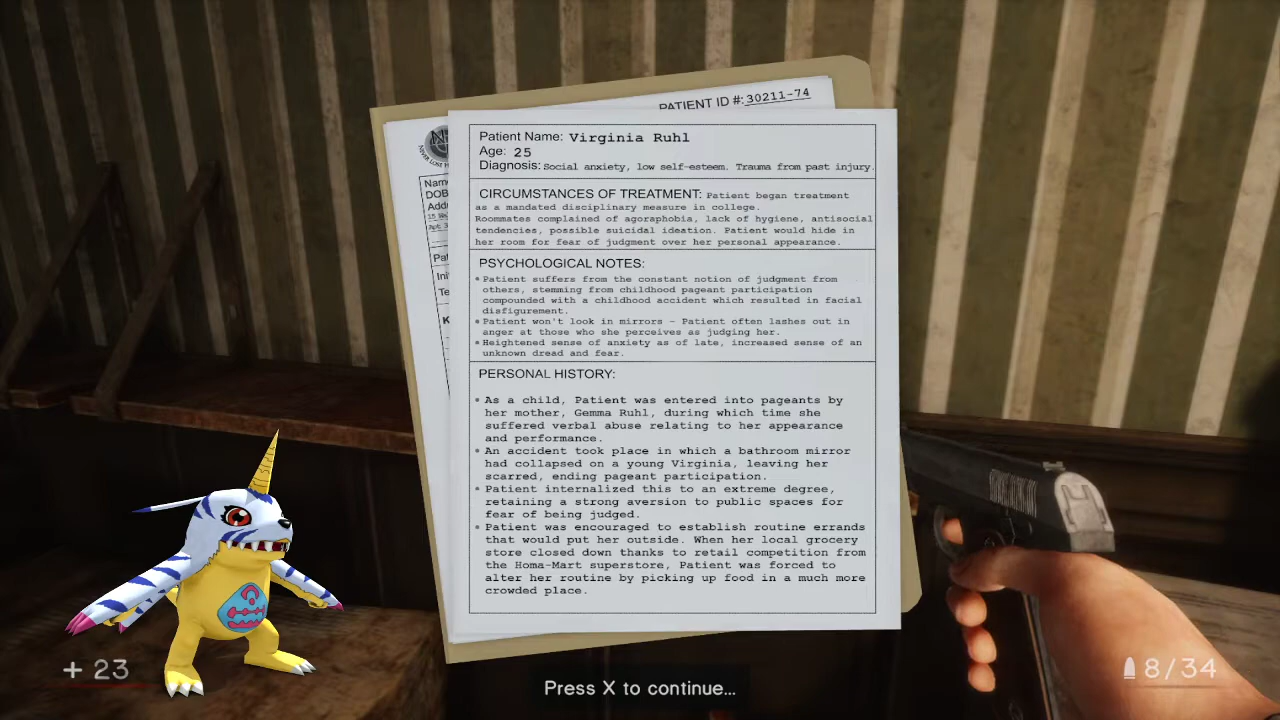 PATIENT ID #: 30211-74
Patient Name: Virginia Ruhl
Age: 25
Diagnosis: Social anxiety, low self-esteem. Trauma from past injury.
CIRCUMSTANCES OF TREATMENT: Patient began treatment
as a mandated disciplinary measure in college.
Roommates complained of agoraphobia, lack of hygiene, antisocial
tendencies, possible suicidal ideation. Patient would hide in
her room for fear of judgment over her personal appearance.
PSYCHOLOGICAL NOTES:
• Patient suffers from the constant notion of judgment from
others, stemming from childhood pageant participation
compounded with a childhood accident which resulted in facial
disfigurement.
• Patient won't look in mirrors – Patient often lashes out in
anger at those who she perceives as judging her.
• Heightened sense of anxiety as of late, increased sense of an
unknown dread and fear.
PERSONAL HISTORY:
• As a child, Patient was entered into pageants by
her mother, Gemma Ruhl, during which time she
suffered verbal abuse relating to her appearance
and performance.
• An accident took place in which a bathroom mirror
had collapsed on a young Virginia, leaving her
scarred, ending pageant participation.
• Patient internalized this to an extreme degree,
retaining a strong aversion to public spaces for
fear of being judged.
• Patient was encouraged to establish routine errands
that would put her outside. When her local grocery
store closed down thanks to retail competition from
the Homa-Mart superstore, Patient was forced to
alter her routine by picking up food in a much more
crowded place.
+ 23
8/34
Press X to continue...